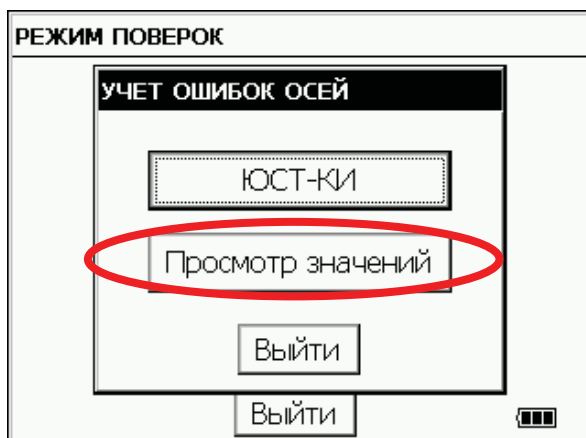 РЕЖИМ ПОВЕРОК
УЧЕТ ОШИБОК ОСЕЙ
ЮСТ-КИ
Просмотр значений
Выйти
Выйти